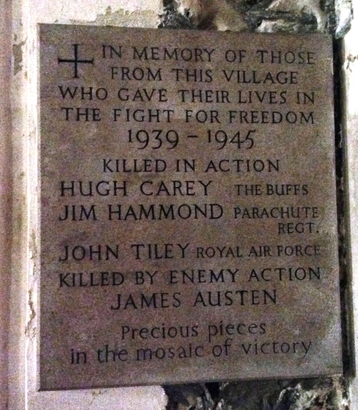 IN MEMORY OF THOSE
FROM THIS VILLAGE
WHO GAVE THEIR LIVES IN
THE FIGHT FOR FREEDOM
1939 - 1945
KILLED IN ACTION
HUGH CAREY THE BUFFS
JIM HAMMOND PARACHUTE
REGT.
JOHN TILEY ROYAL AIR FORCE
KILLED BY ENEMY ACTION
JAMES AUSTEN
Precious pieces
in the mosaic of victory